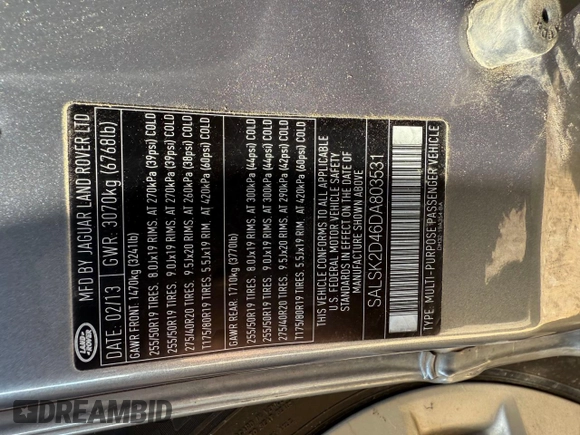 MFD BY JAGUAR LAND ROVER LTD
DATE: 02/13 GWR: 3070kg (6768lb)
GAWR FRONT: 1470kg (3241lb)
255/50R19 TIRES. 8.0Jx19 RIMS. AT 270kPa (39psi) COLD
255/50R19 TIRES. 9.0Jx19 RIMS. AT 270kPa (39psi) COLD
275/40R20 TIRES. 9.5Jx20 RIMS. AT 260kPa (38psi) COLD
T175/80R19 TIRES. 5.5Jx19 RIM. AT 420kPa (60psi) COLD
GAWR REAR: 1710kg (3770lb)
255/50R19 TIRES. 8.0Jx19 RIMS. AT 300kPa (44psi) COLD
255/50R19 TIRES. 9.0Jx19 RIMS. AT 300kPa (44psi) COLD
275/40R20 TIRES. 9.5Jx20 RIMS. AT 290kPa (42psi) COLD
T175/80R19 TIRES. 5.5Jx19 RIM. AT 420kPa (60psi) COLD
THIS VEHICLE CONFORMS TO ALL APPLICABLE
U.S. FEDERAL MOTOR VEHICLE SAFETY
STANDARDS IN EFFECT ON THE DATE OF
MANUFACTURE SHOWN ABOVE
SALSK2D46DA803531
TYPE: MULTI-PURPOSE PASSENGER VEHICLE
LAND ROVER
DREAMBID